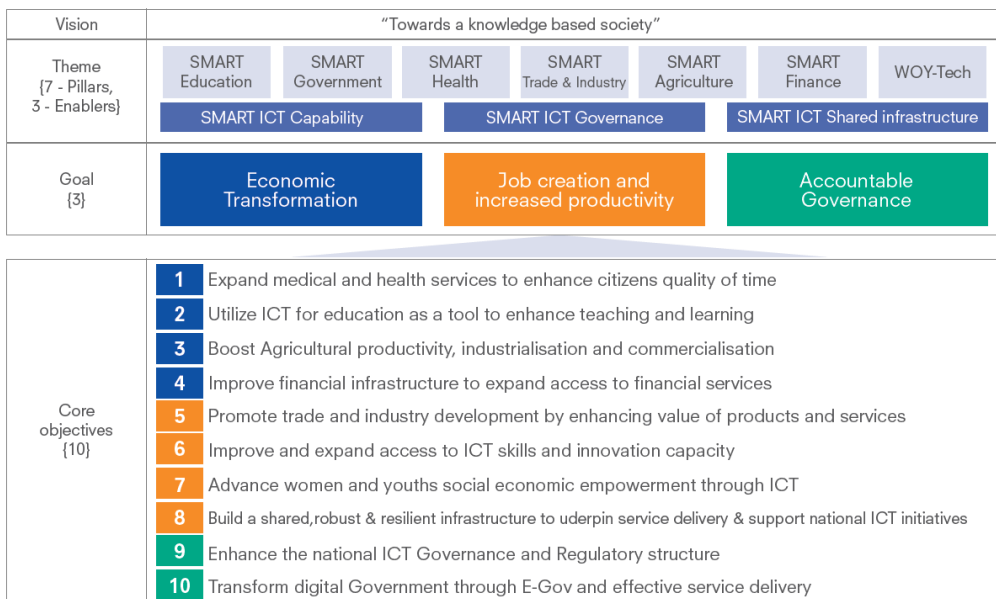 Vision
“Towards a knowledge based society”
Theme
{7 - Pillars,
3 - Enablers}
SMART
Education
SMART
Government
SMART
Health
SMART
Trade & Industry
SMART
Agriculture
SMART
Finance
WOY-Tech
SMART ICT Capability
SMART ICT Governance
SMART ICT Shared infrastructure
Goal
{3}
Economic
Transformation
Job creation and
increased productivity
Accountable
Governance
Core
objectives
{10}
1 Expand medical and health services to enhance citizens quality of time
2 Utilize ICT for education as a tool to enhance teaching and learning
3 Boost Agricultural productivity, industrialisation and commercialisation
4 Improve financial infrastructure to expand access to financial services
5 Promote trade and industry development by enhancing value of products and services
6 Improve and expand access to ICT skills and innovation capacity
7 Advance women and youths social economic empowerment through ICT
8 Build a shared,robust & resilient infrastructure to uderpin service delivery & support national ICT initiatives
9 Enhance the national ICT Governance and Regulatory structure
10 Transform digital Government through E-Gov and effective service delivery